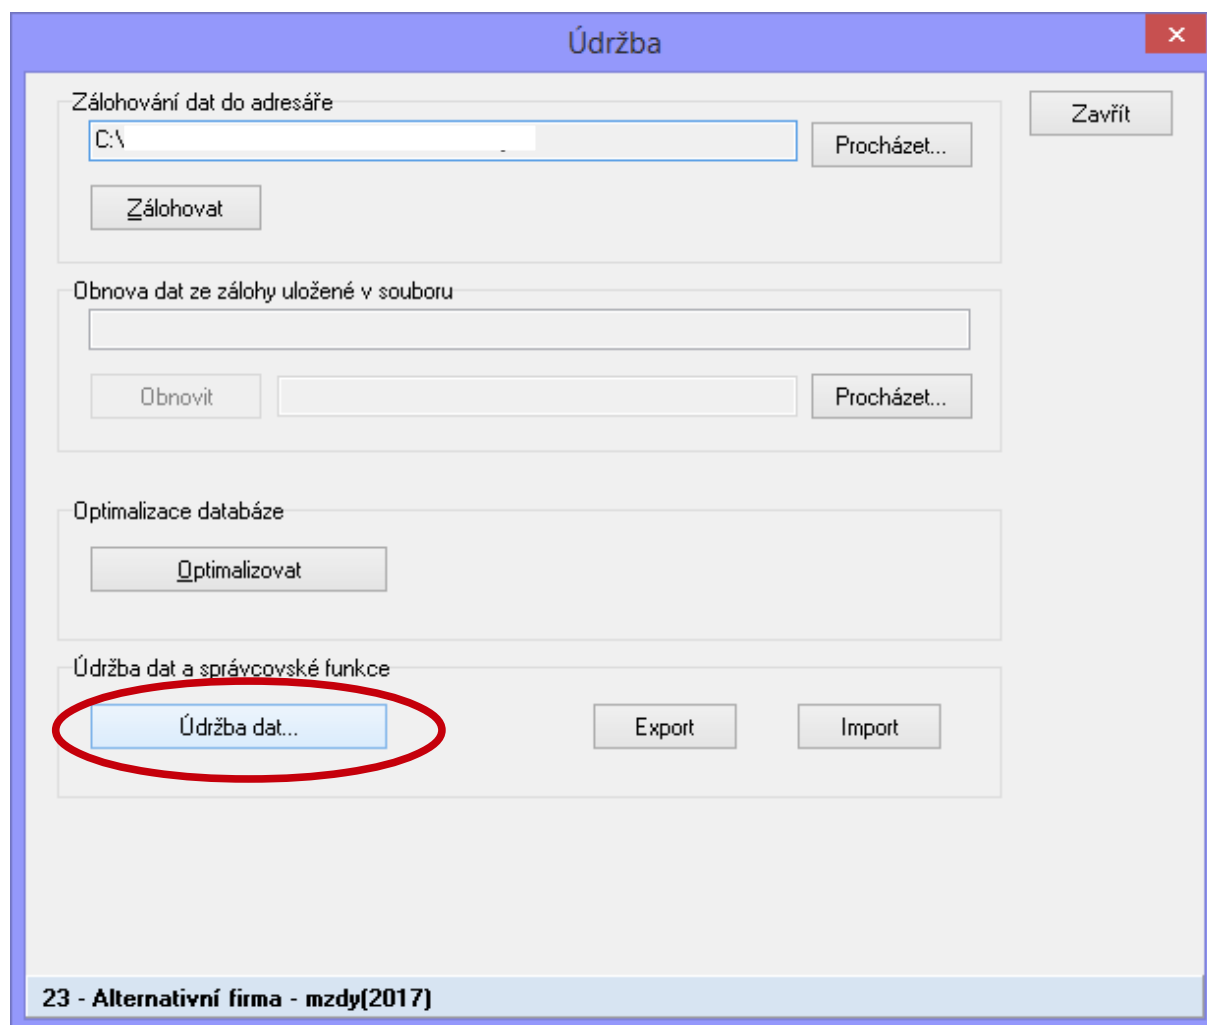 Údržba
Zálohování dat do adresáře
Zavřít
C:\
Procházet...
Zálohovat
Obnova dat ze zálohy uložené v souboru
Obnovit
Procházet...
Optimalizace databáze
Optimalizovat
Údržba dat a správcovské funkce
Údržba dat...
Export
Import
23 - Alternativní firma - mzdy(2017)